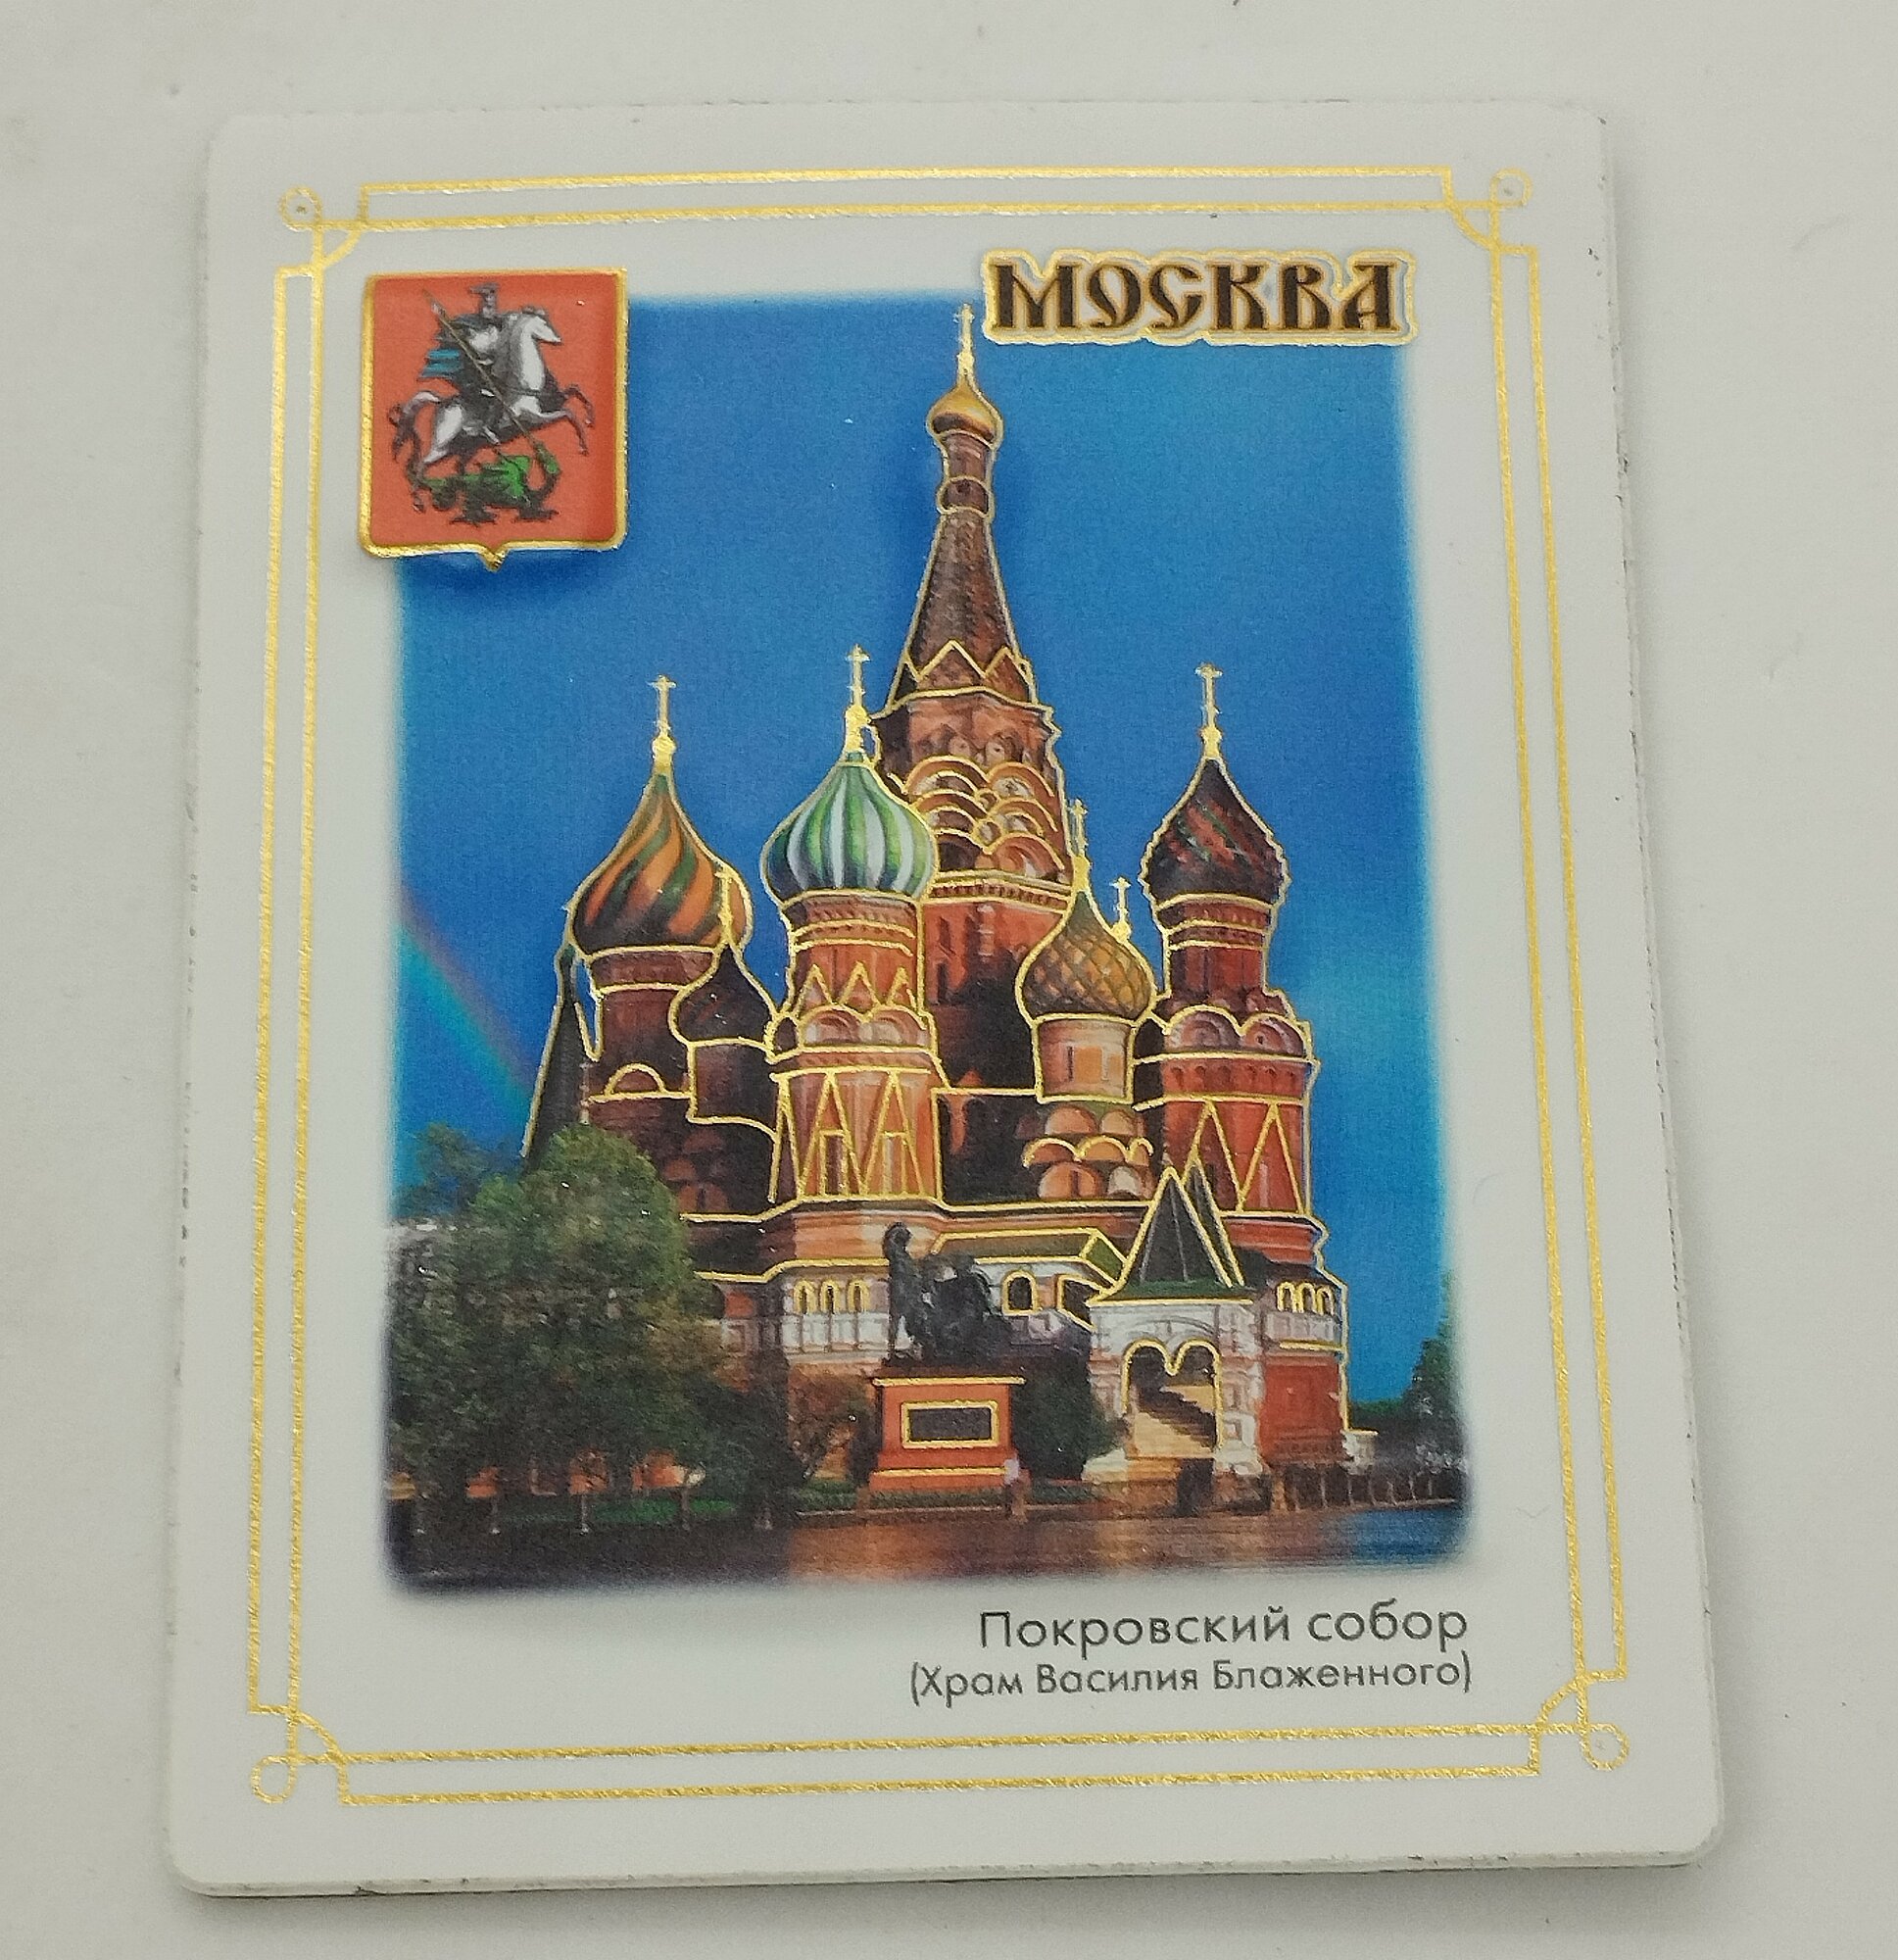 МОСКВА
Покровский собор
(Храм Василия Блаженного)